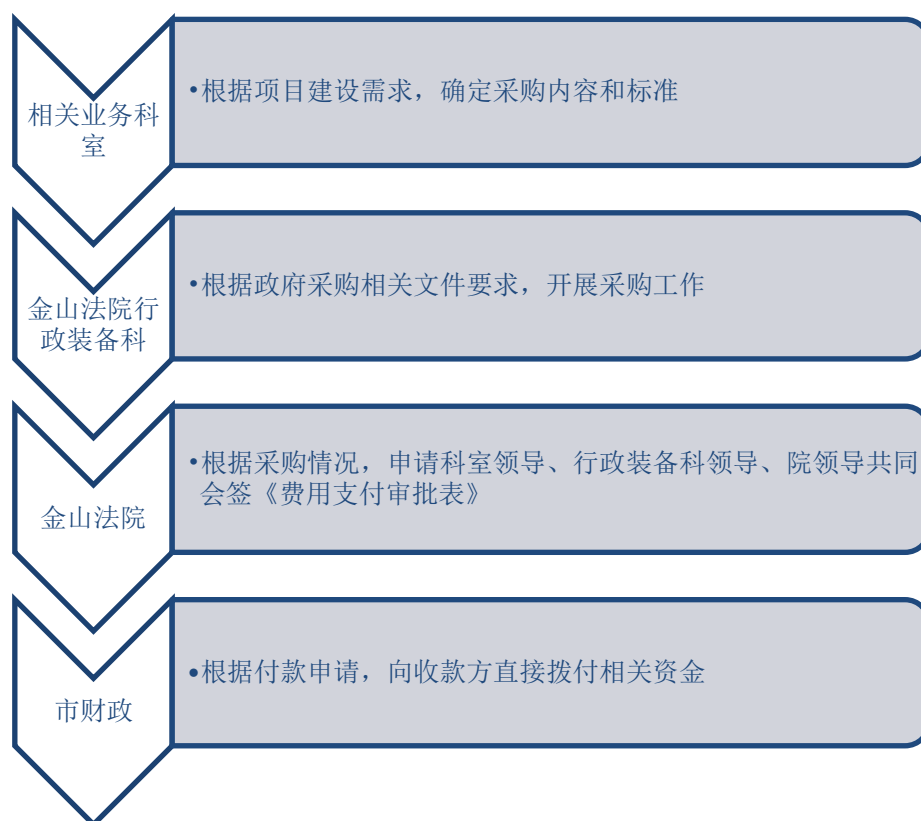 相关业务科
室
•根据项目建设需求，确定采购内容和标准
金山法院行
政装备科
•根据政府采购相关文件要求，开展采购工作
金山法院
•根据采购情况，申请科室领导、行政装备科领导、院领导共同
会签《费用支付审批表》
市财政
•根据付款申请，向收款方直接拨付相关资金